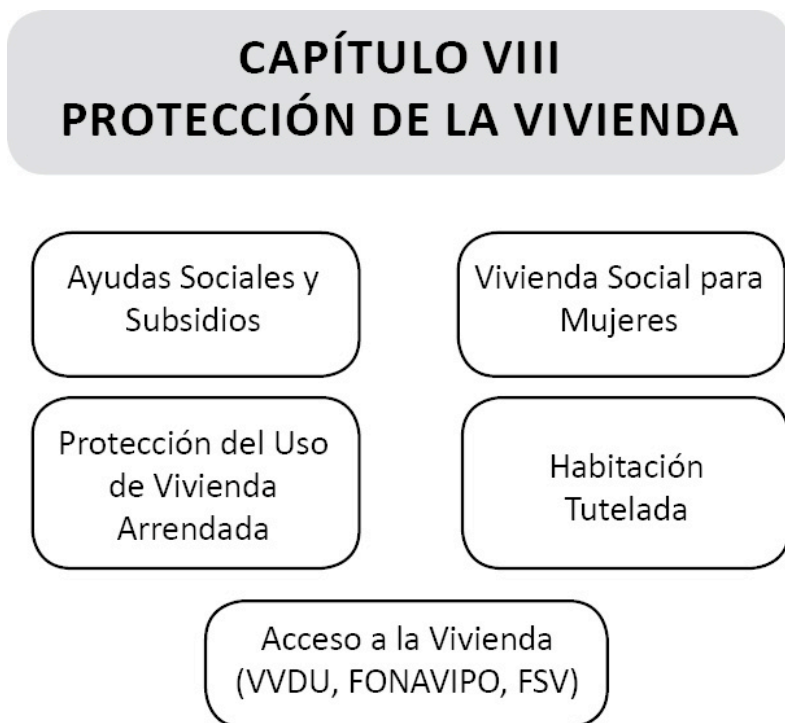 CAPÍTULO VIII
PROTECCIÓN DE LA VIVIENDA
Ayudas Sociales y
Subsidios
Vivienda Social para
Mujeres
Protección del Uso
de Vivienda
Arrendada
Habitación
Tutelada
Acceso a la Vivienda
(VVDU, FONAVIPO, FSV)